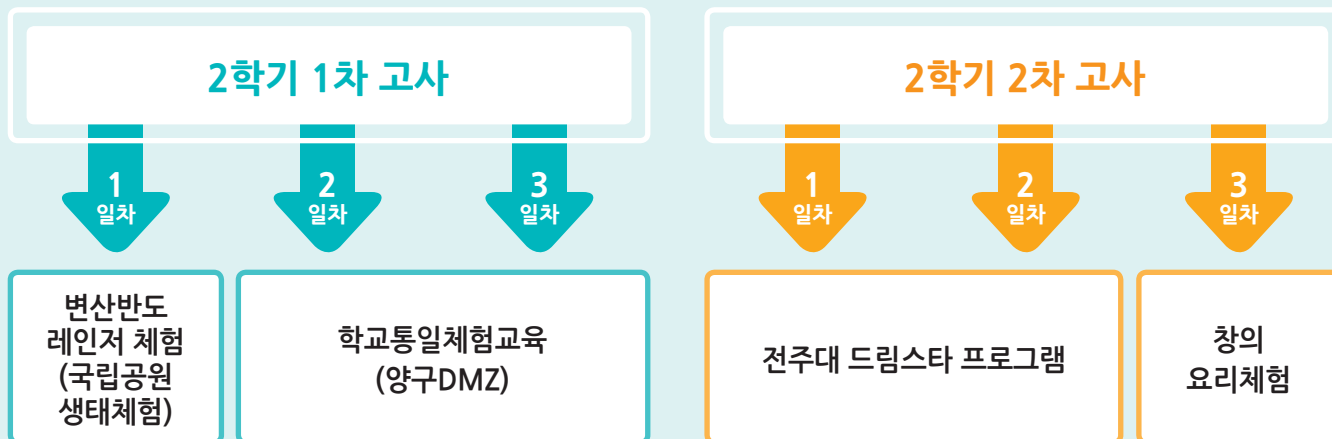 2학기 1차 고사
1
일차
2
일차
3
일차
변산반도
레인저 체험
(국립공원
생태체험)
학교통일체험교육
(양구DMZ)
2학기 2차 고사
1
일차
2
일차
3
일차
전주대 드림스타 프로그램
창의
요리체험